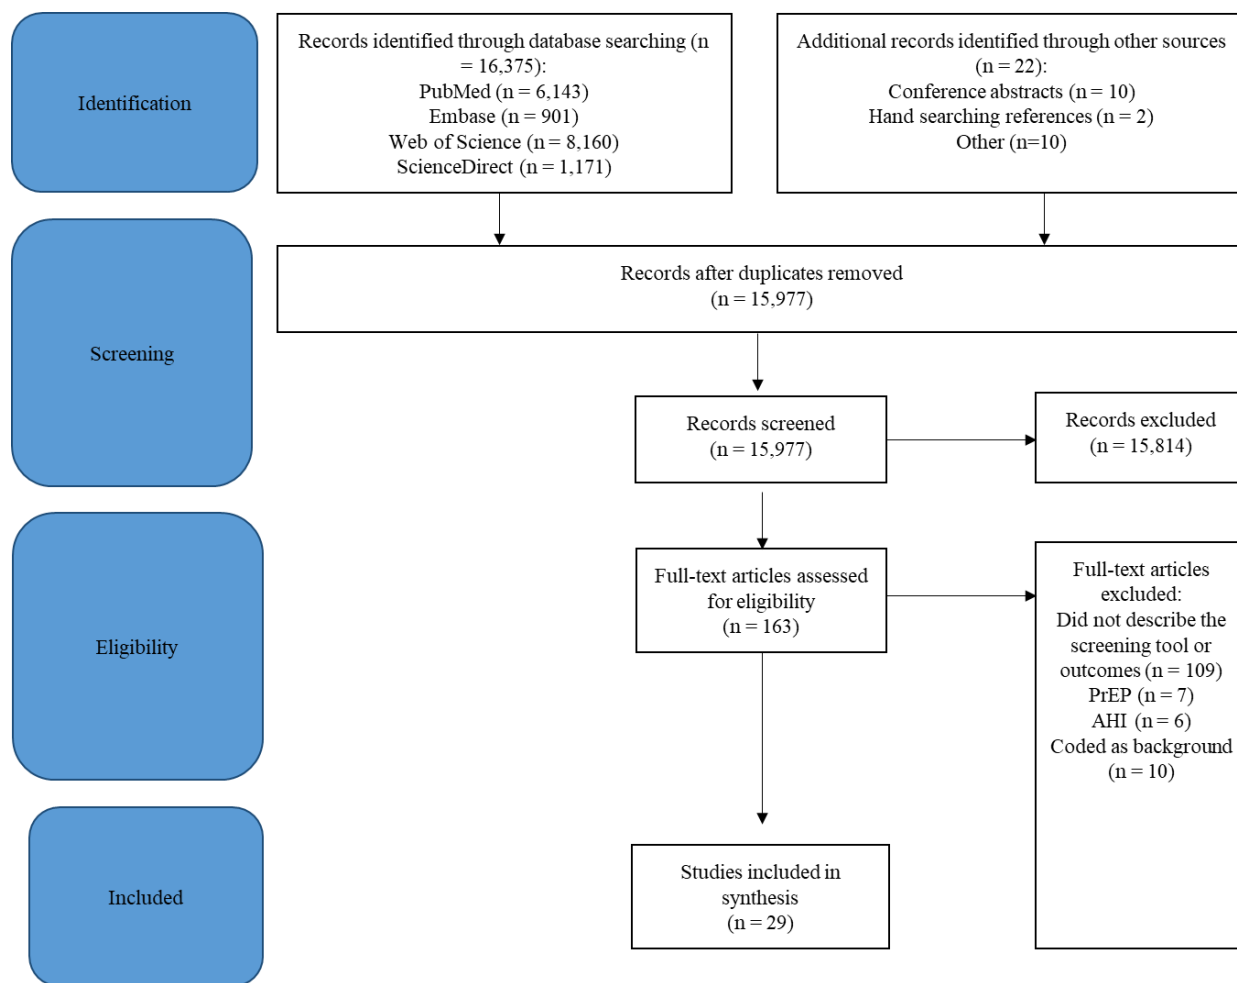 Identification
Records identified through database searching (n
= 16,375):
PubMed (n = 6,143)
Embase (n = 901)
Web of Science (n = 8,160)
ScienceDirect (n = 1,171)
Additional records identified through other sources
(n = 22):
Conference abstracts (n = 10)
Hand searching references (n = 2)
Other (n=10)
Screening
Records after duplicates removed
(n = 15,977)
Records screened
(n = 15,977)
Records excluded
(n = 15,814)
Eligibility
Full-text articles assessed
for eligibility
(n = 163)
Full-text articles
excluded:
Did not describe the
screening tool or
outcomes (n = 109)
PrEP (n = 7)
AHI (n = 6)
Coded as background
(n = 10)
Included
Studies included in
synthesis
(n = 29)